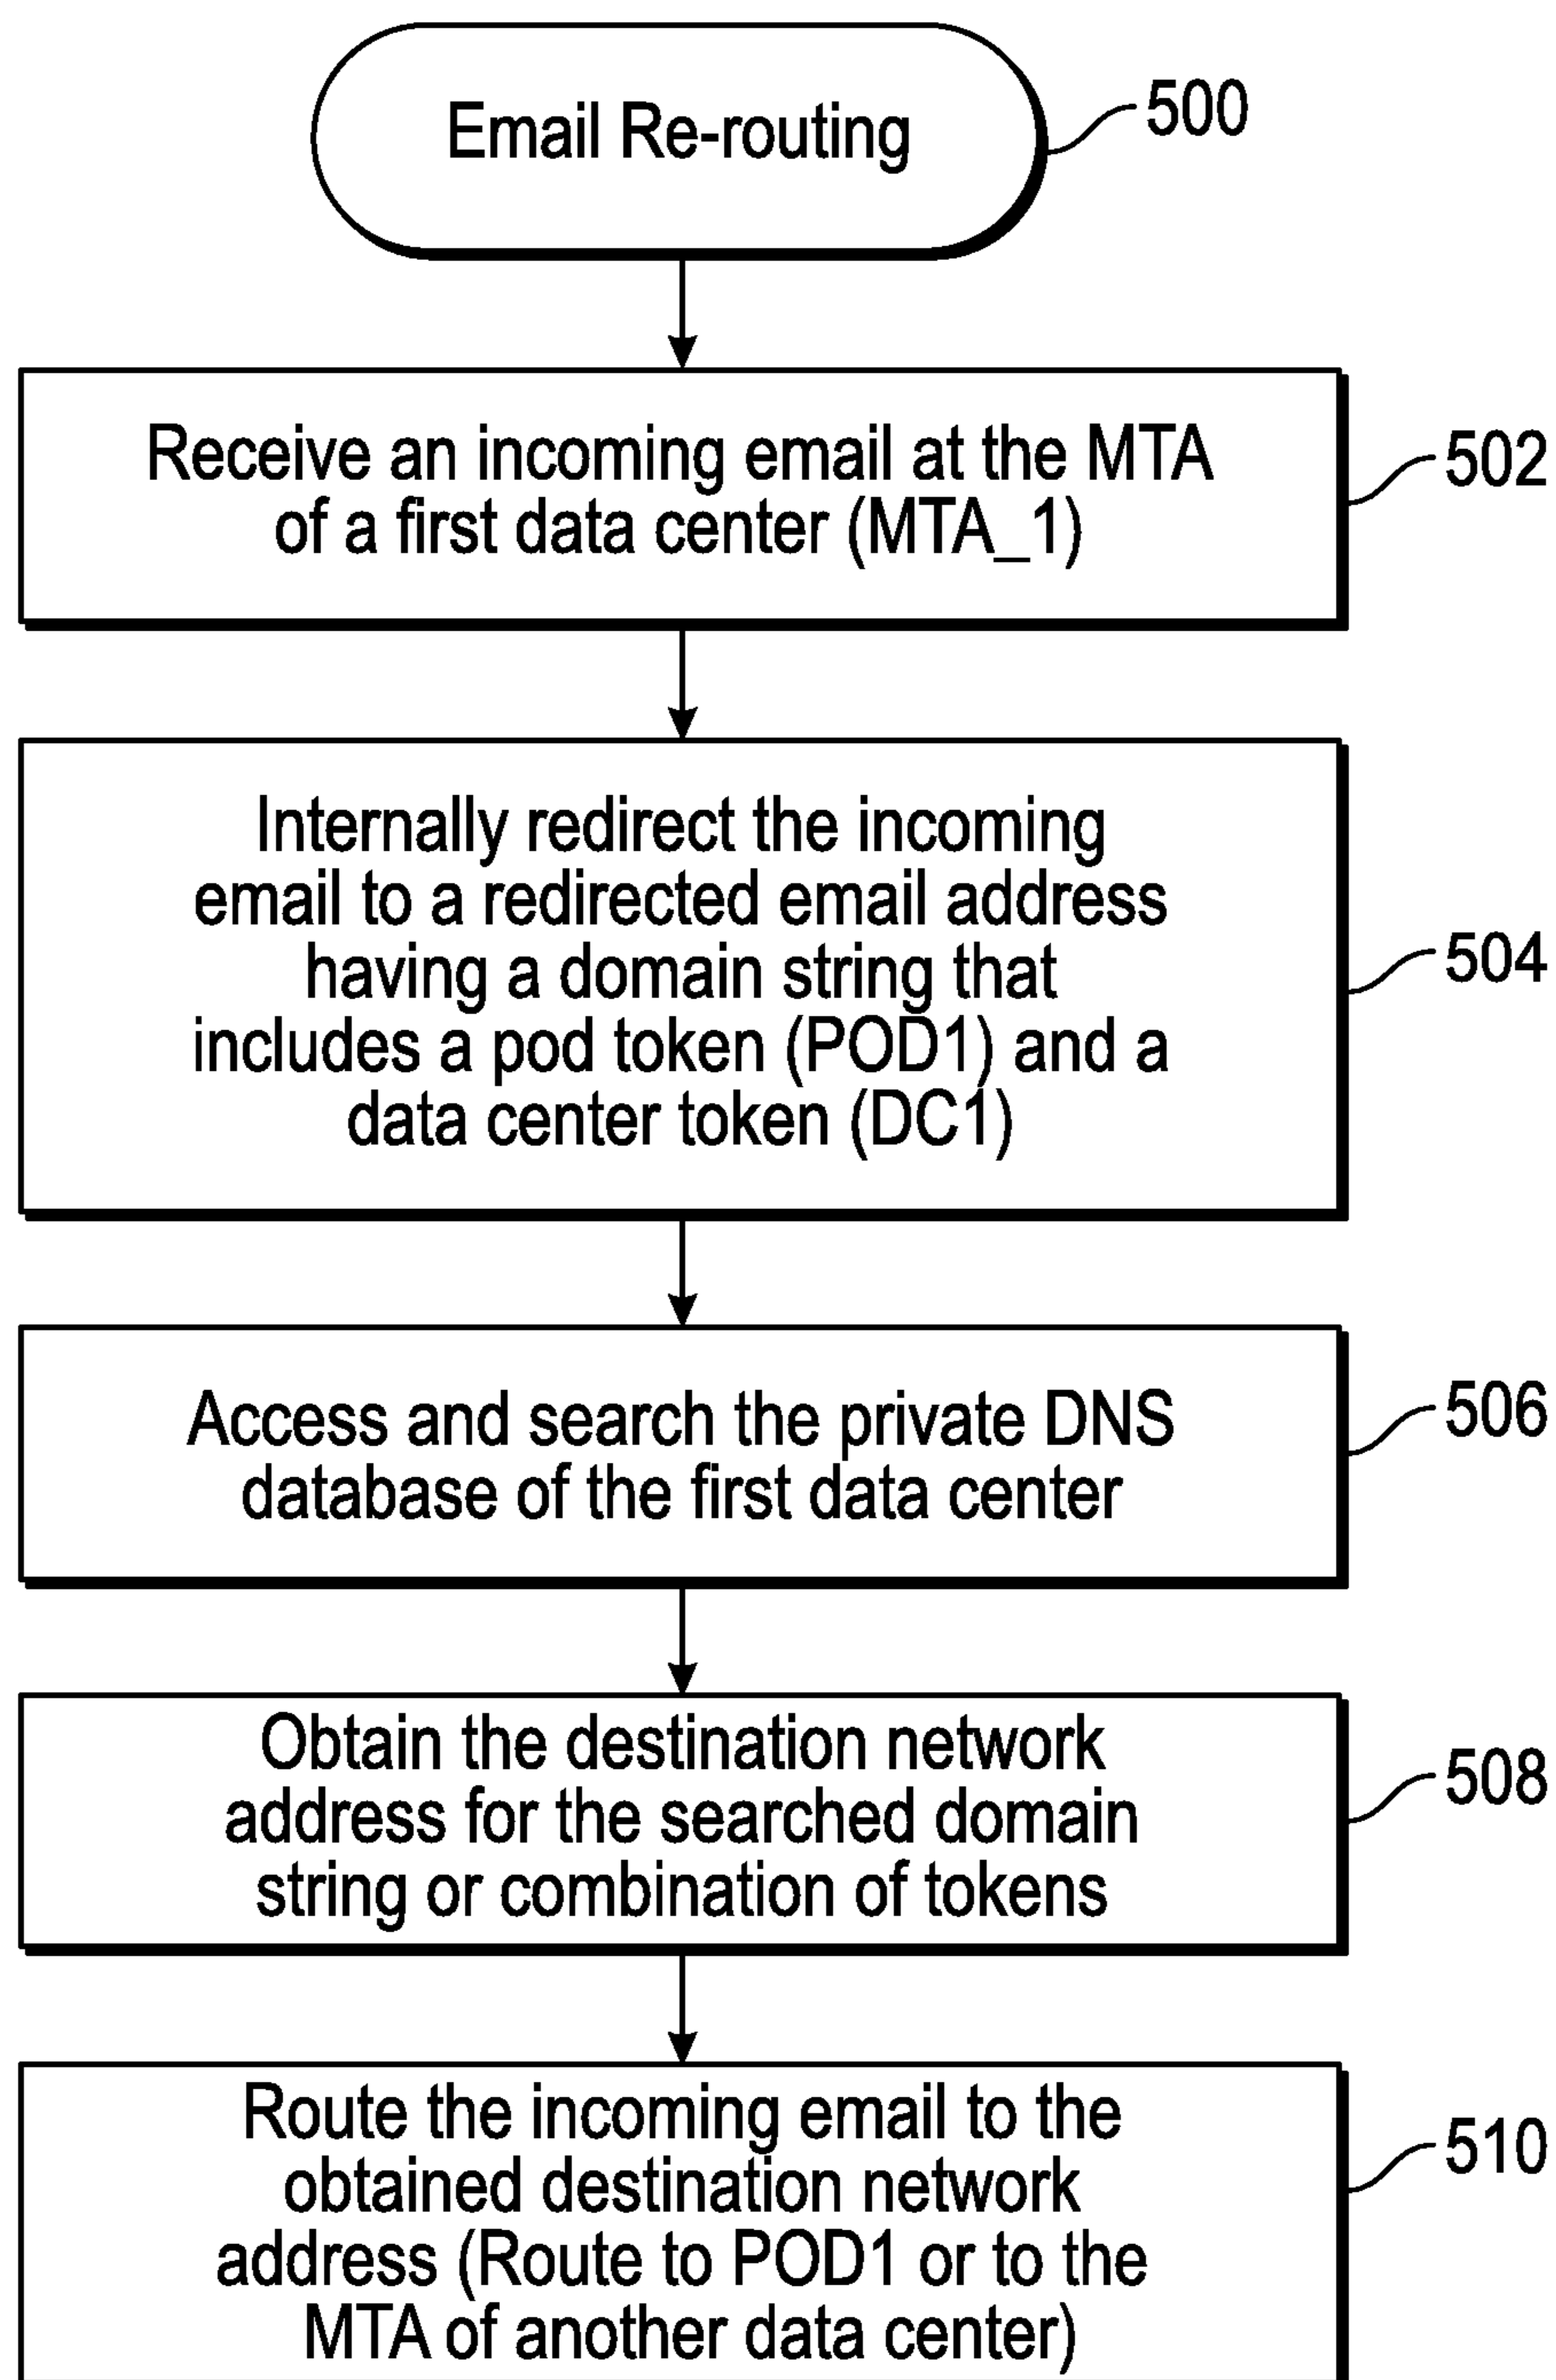 Email Re-routing
500
Receive an incoming email at the MTA
of a first data center (MTA_1)
502
Internally redirect the incoming
email to a redirected email address
having a domain string that
includes a pod token (POD1) and a
data center token (DC1)
504
Access and search the private DNS
database of the first data center
506
Obtain the destination network
address for the searched domain
string or combination of tokens
508
Route the incoming email to the
obtained destination network
address (Route to POD1 or to the
MTA of another data center)
510